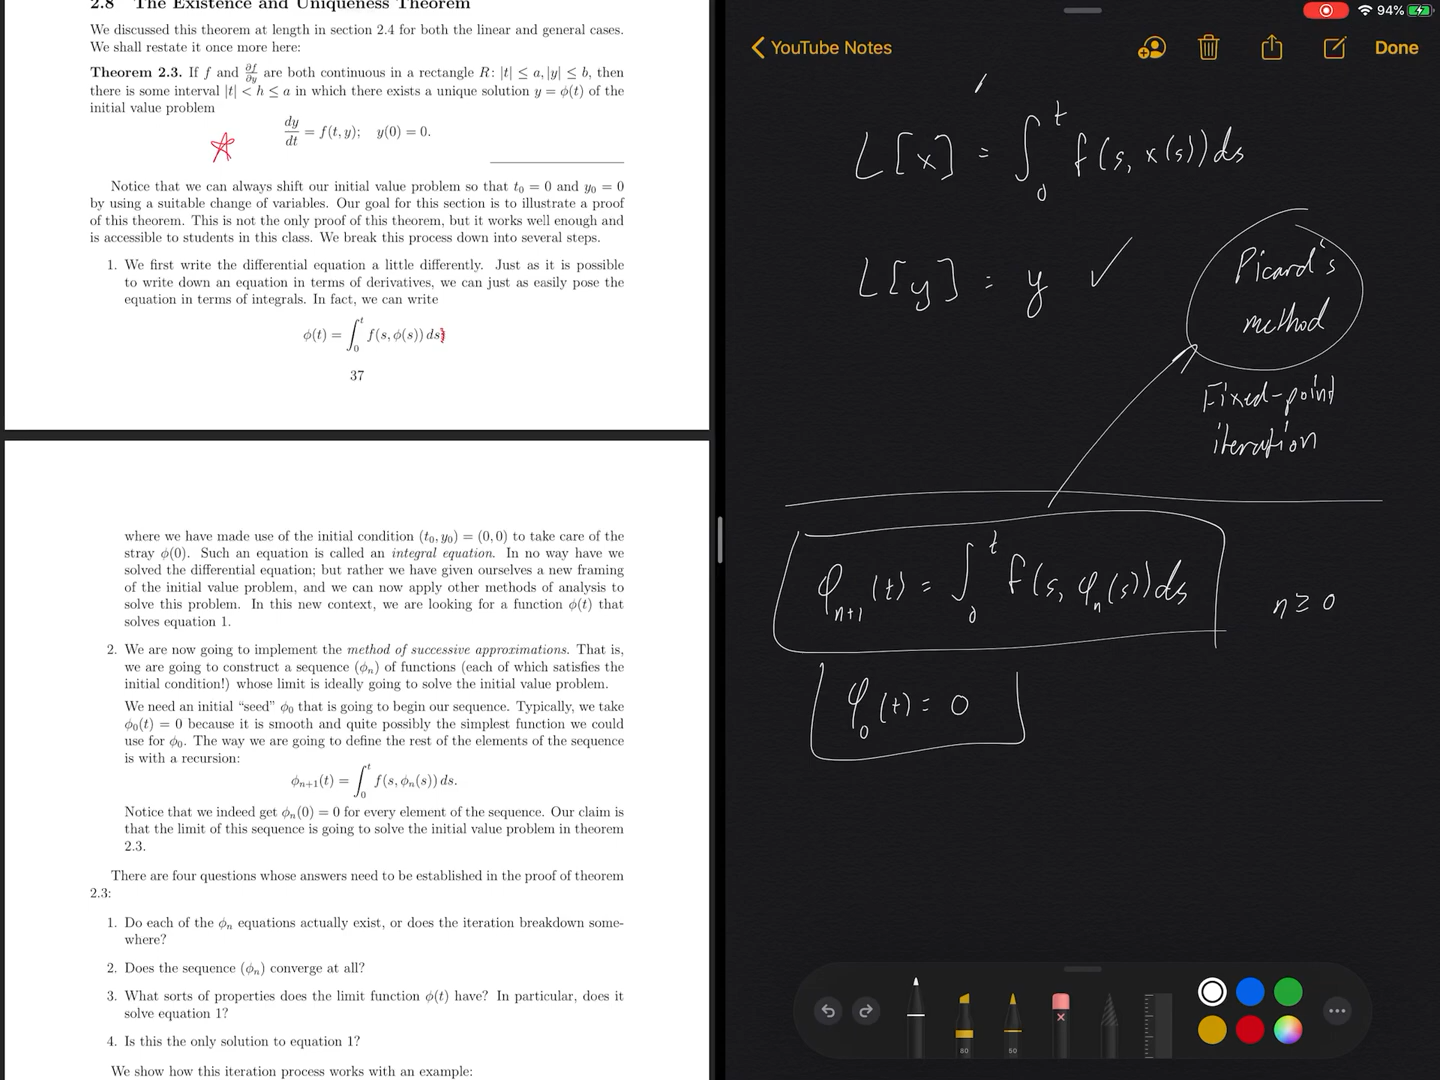 2.8 The Existence and Uniqueness Theorem
We discussed this theorem at length in section 2.4 for both the linear and general cases.
We shall restate it once more here:
Theorem 2.3. If f and ∂f/∂y are both continuous in a rectangle R: |t| ≤ a, |y| ≤ b, then
there is some interval |t| < h ≤ a in which there exists a unique solution y = ϕ(t) of the
initial value problem
dy/dt = f(t, y); y(0) = 0.
Notice that we can always shift our initial value problem so that t₀ = 0 and y₀ = 0
by using a suitable change of variables. Our goal for this section is to illustrate a proof
of this theorem. This is not the only proof of this theorem, but it works well enough and
is accessible to students in this class. We break this process down into several steps.
1. We first write the differential equation a little differently. Just as it is possible
to write down an equation in terms of derivatives, we can just as easily pose the
equation in terms of integrals. In fact, we can write
ϕ(t) = ∫₀ᵗ f(s, ϕ(s)) ds
37
where we have made use of the initial condition (t₀, y₀) = (0, 0) to take care of the
stray ϕ(0). Such an equation is called an integral equation. In no way have we
solved the differential equation; but rather we have given ourselves a new framing
of the initial value problem, and we can now apply other methods of analysis to
solve this problem. In this new context, we are looking for a function ϕ(t) that
solves equation 1.
2. We are now going to implement the method of successive approximations. That is,
we are going to construct a sequence (ϕₙ) of functions (each of which satisfies the
initial condition!) whose limit is ideally going to solve the initial value problem.
We need an initial “seed” ϕ₀ that is going to begin our sequence. Typically, we take
ϕ₀(t) = 0 because it is smooth and quite possibly the simplest function we could
use for ϕ₀. The way we are going to define the rest of the elements of the sequence
is with a recursion:
ϕₙ₊₁(t) = ∫₀ᵗ f(s, ϕₙ(s)) ds.
Notice that we indeed get ϕₙ(0) = 0 for every element of the sequence. Our claim is
that the limit of this sequence is going to solve the initial value problem in theorem
2.3.
There are four questions whose answers need to be established in the proof of theorem
2.3:
1. Do each of the ϕₙ equations actually exist, or does the iteration breakdown some-
where?
2. Does the sequence (ϕₙ) converge at all?
3. What sorts of properties does the limit function ϕ(t) have? In particular, does it
solve equation 1?
4. Is this the only solution to equation 1?
We show how this iteration process works with an example:
94%
YouTube Notes
Done
L[x] = ∫₀ᵗ f(s, x(s)) ds
L[y] = y ✓
Picard's
method
Fixed-point
iteration
φₙ₊₁(t) = ∫₀ᵗ f(s, φₙ(s)) ds
n ≥ 0
φ₀(t) = 0
80
50